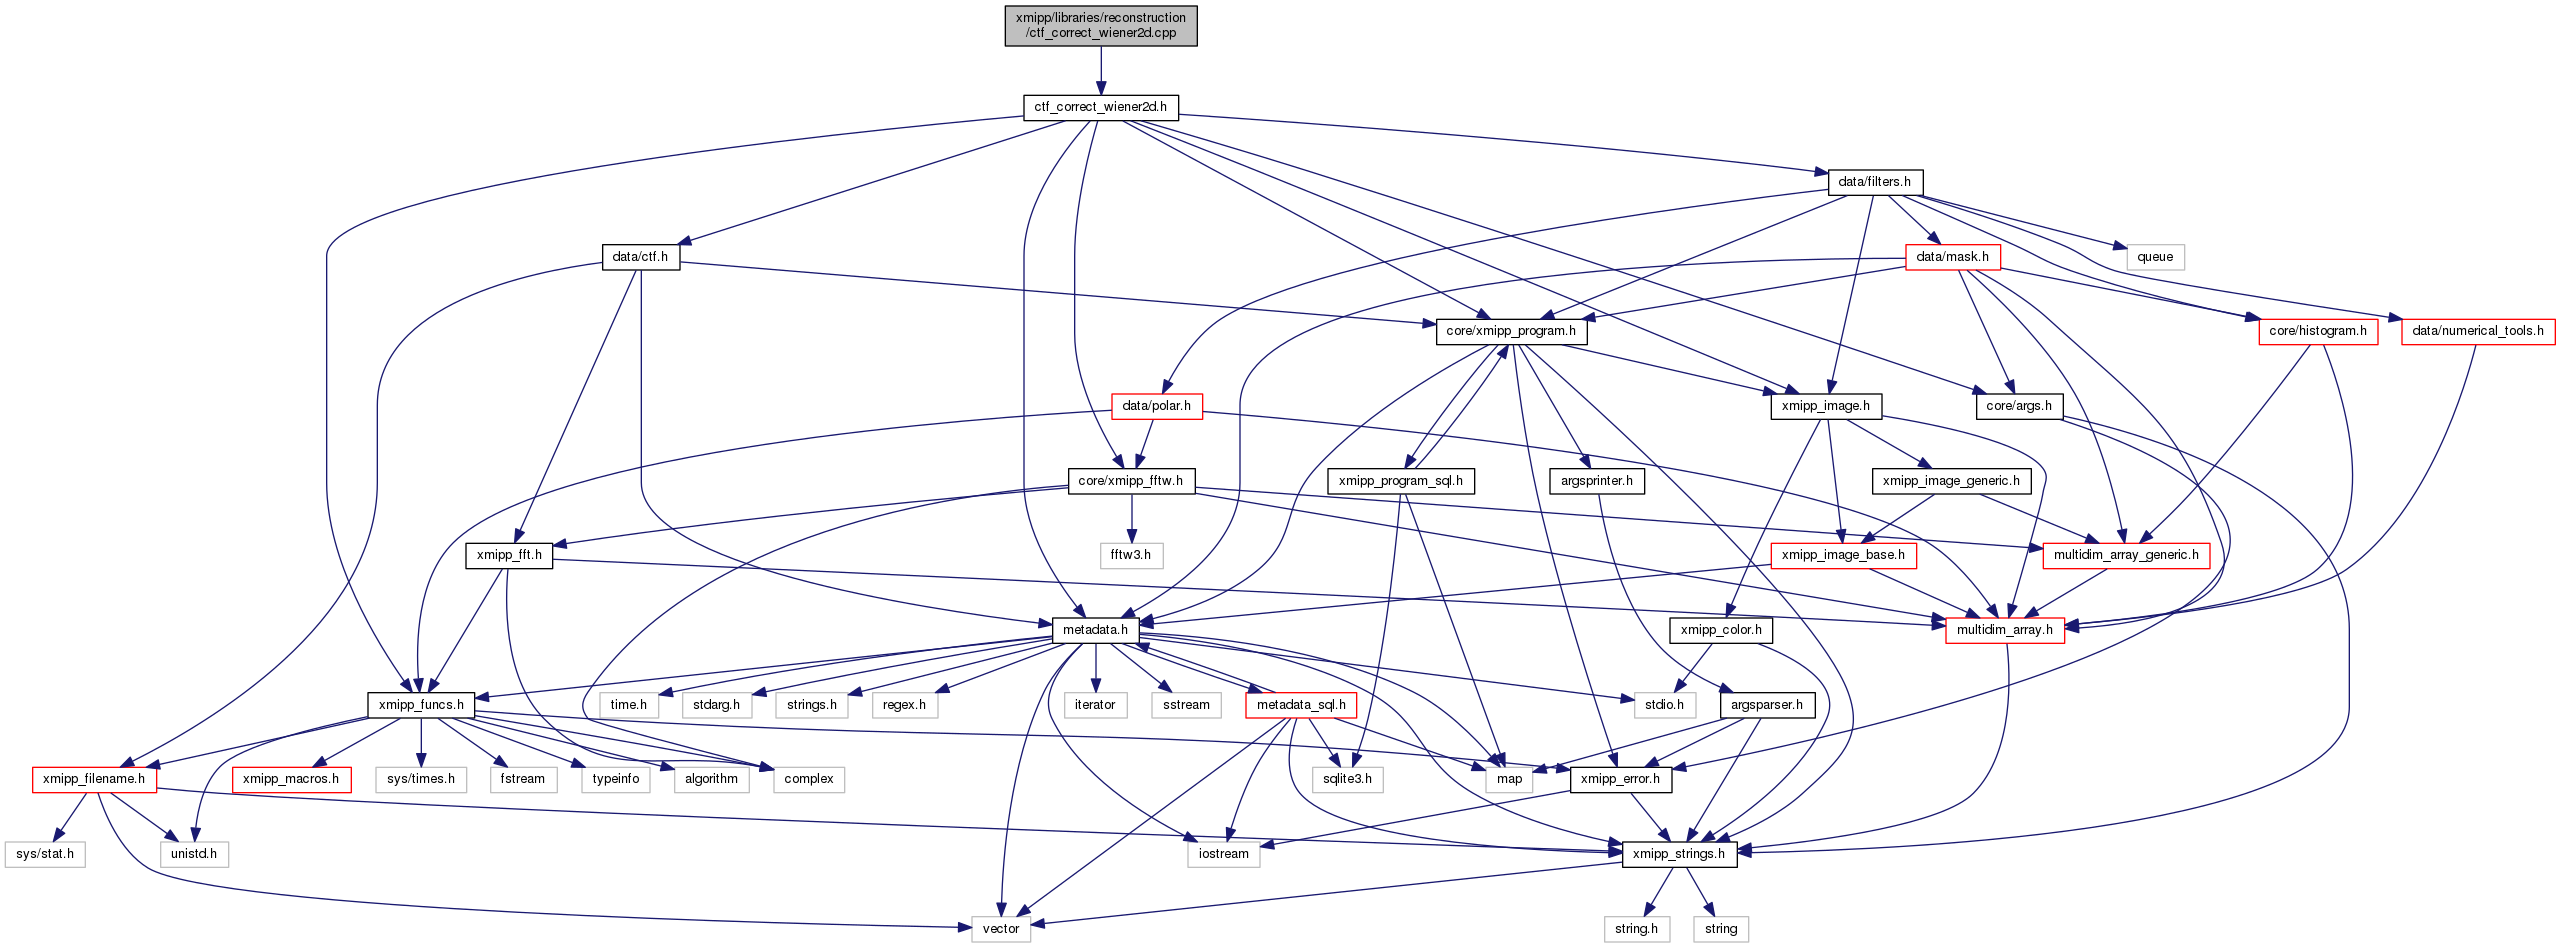 xmipp/libraries/reconstruction
/ctf_correct_wiener2d.cpp
ctf_correct_wiener2d.h
data/filters.h
data/ctf.h
data/mask.h
queue
core/xmipp_program.h
core/histogram.h
data/numerical_tools.h
data/polar.h
xmipp_image.h
core/args.h
core/xmipp_fftw.h
xmipp_program_sql.h
argsprinter.h
xmipp_image_generic.h
xmipp_fft.h
fftw3.h
xmipp_image_base.h
multidim_array_generic.h
metadata.h
xmipp_color.h
multidim_array.h
xmipp_funcs.h
time.h
stdarg.h
strings.h
regex.h
iterator
sstream
metadata_sql.h
stdio.h
argsparser.h
xmipp_filename.h
xmipp_macros.h
sys/times.h
fstream
typeinfo
algorithm
complex
sqlite3.h
map
xmipp_error.h
sys/stat.h
unistd.h
iostream
xmipp_strings.h
vector
string.h
string